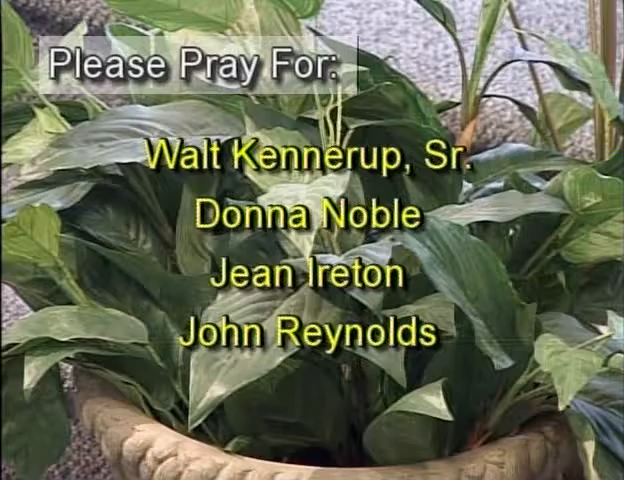 Please Pray For:
Walt Kennerup, Sr.
Donna Noble
Jean Ireton
John Reynolds